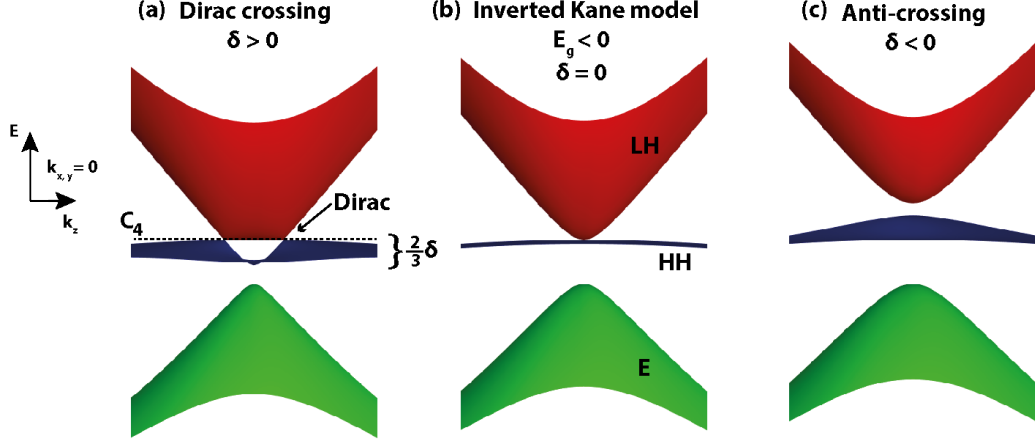 (a) Dirac crossing
δ > 0
(b) Inverted Kane model
E_g < 0
δ = 0
(c) Anti-crossing
δ < 0
E
k_{x, y} = 0
k_z
C_4
Dirac
} 2/3 δ
LH
HH
E